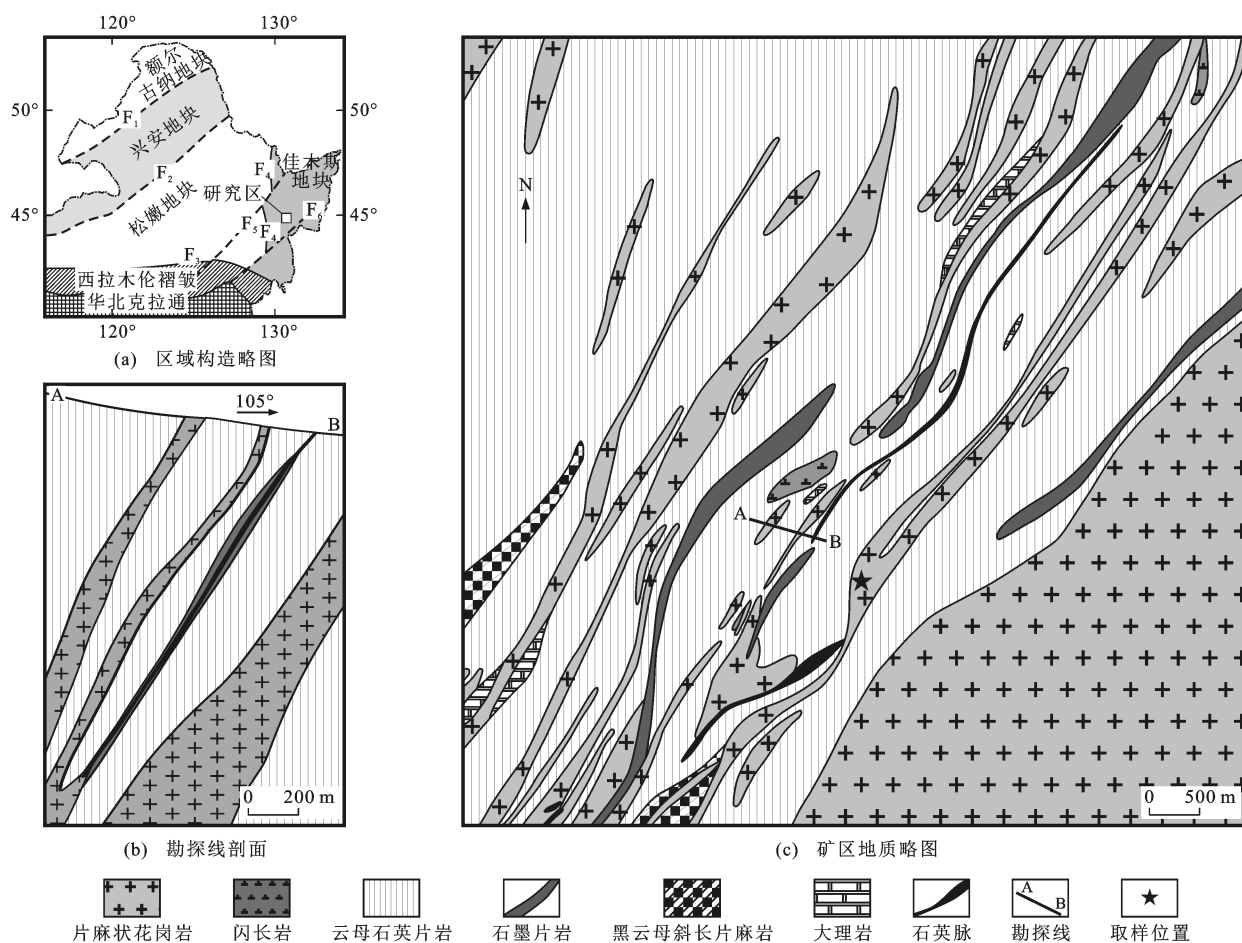 120°
130°
50°
50°
45°
45°
额尔
古纳地块
F1
兴安地块
F2
松嫩地块
研究区
佳木斯
地块
F4
F6
F5
F4
F3
西拉木伦褶皱
华北克拉通
120°
130°
(a) 区域构造略图
A
105°
B
0 200 m
(b) 勘探线剖面
N
A
B
0 500 m
(c) 矿区地质略图
A
B
片麻状花岗岩 闪长岩 云母石英片岩 石墨片岩 黑云母斜长片麻岩 大理岩 石英脉 勘探线 取样位置